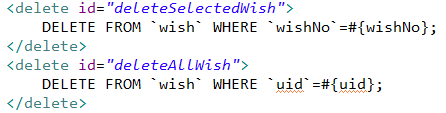 <delete id="deleteSelectedWish">
    DELETE FROM `wish` WHERE `wishNo`=#{wishNo};
</delete>
<delete id="deleteAllWish">
    DELETE FROM `wish` WHERE `uid`=#{uid};
</delete>